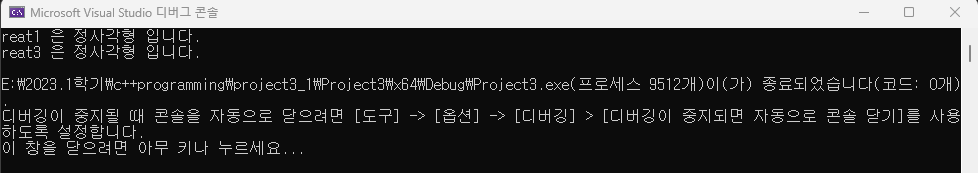 Microsoft Visual Studio 디버그 콘솔
reat1 은 정사각형 입니다.
reat3 은 정사각형 입니다.
E:₩2023.1학기₩c++programming₩project3_1₩Project3₩x64₩Debug₩Project3.exe(프로세스 9512개)이(가) 종료되었습니다(코드: 0개)
.
디버깅이 중지될 때 콘솔을 자동으로 닫으려면 [도구] -> [옵션] -> [디버깅] > [디버깅이 중지되면 자동으로 콘솔 닫기]를 사용
하도록 설정합니다.
이 창을 닫으려면 아무 키나 누르세요...